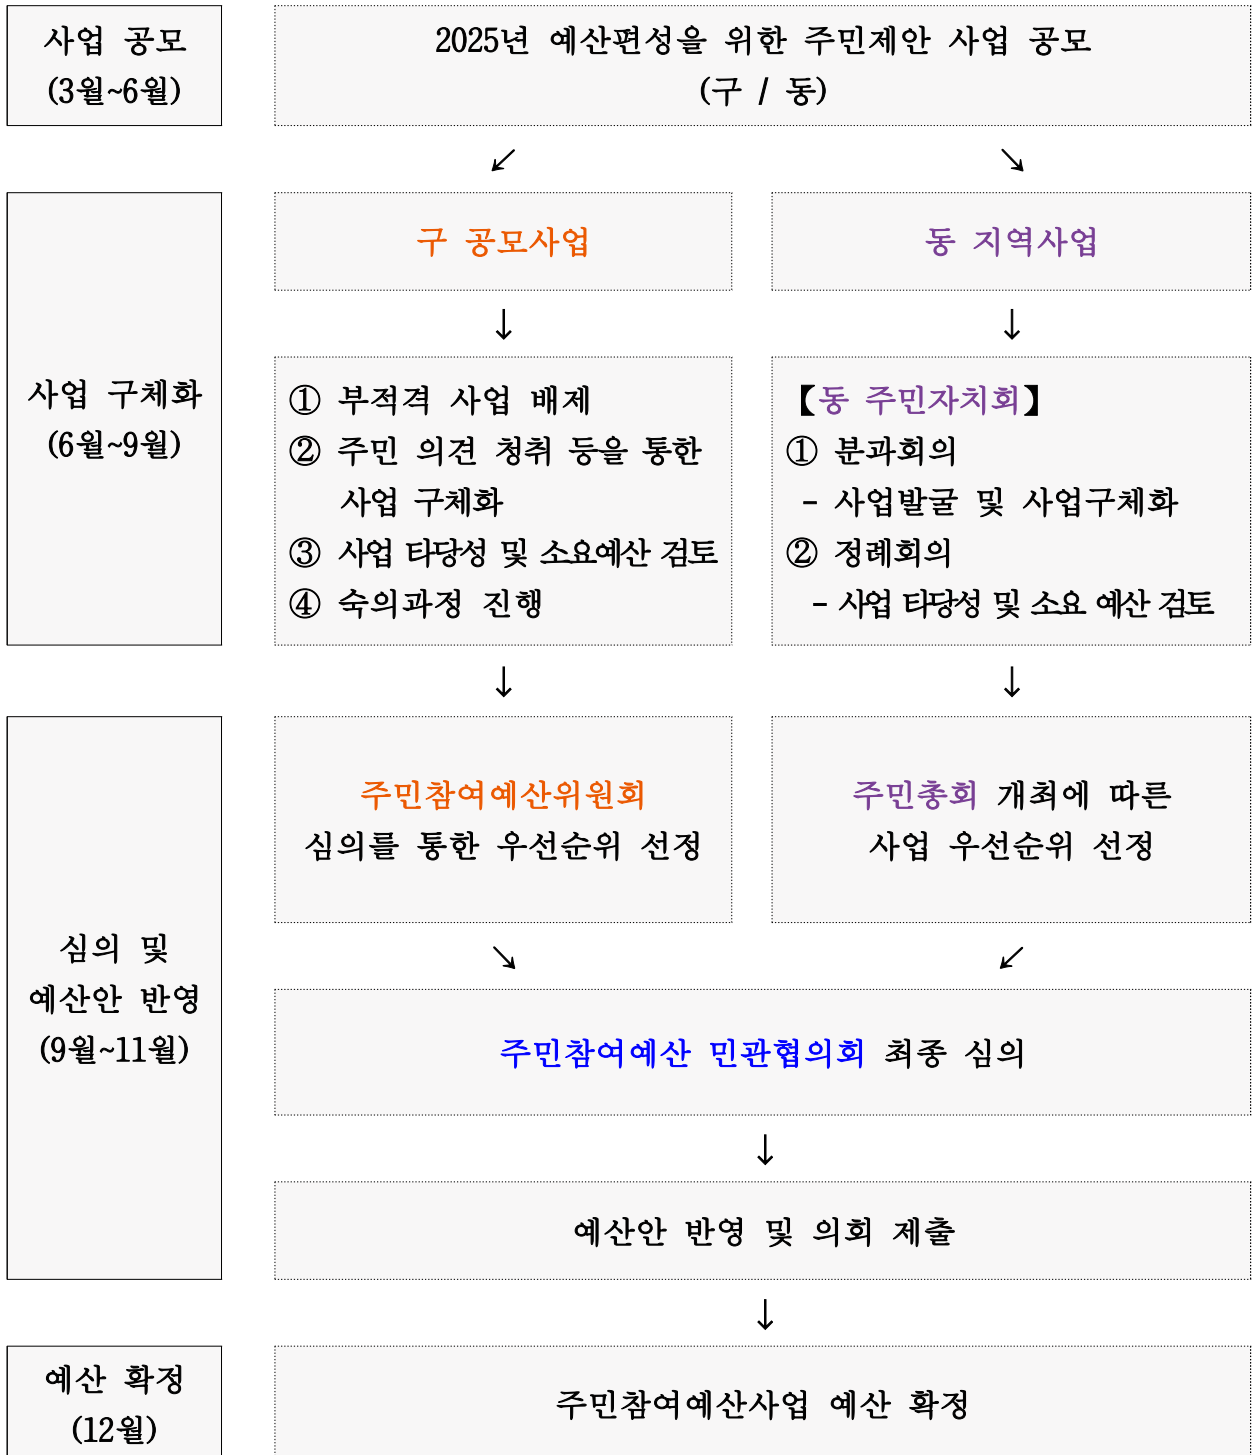 사업 공모
(3월~6월)
2025년 예산편성을 위한 주민제안 사업 공모
(구 / 동)
↙ ↘
사업 구체화
(6월~9월)
구 공모사업
동 지역사업
↓ ↓
① 부적격 사업 배제
② 주민 의견 청취 등을 통한
사업 구체화
③ 사업 타당성 및 소요예산 검토
④ 숙의과정 진행
【동 주민자치회】
① 분과회의
- 사업발굴 및 사업구체화
② 정례회의
- 사업 타당성 및 소요 예산 검토
↓ ↓
심의 및
예산안 반영
(9월~11월)
주민참여예산위원회
심의를 통한 우선순위 선정
주민총회 개최에 따른
사업 우선순위 선정
↘ ↙
주민참여예산 민관협의회 최종 심의
↓
예산안 반영 및 의회 제출
↓
예산 확정
(12월)
주민참여예산사업 예산 확정